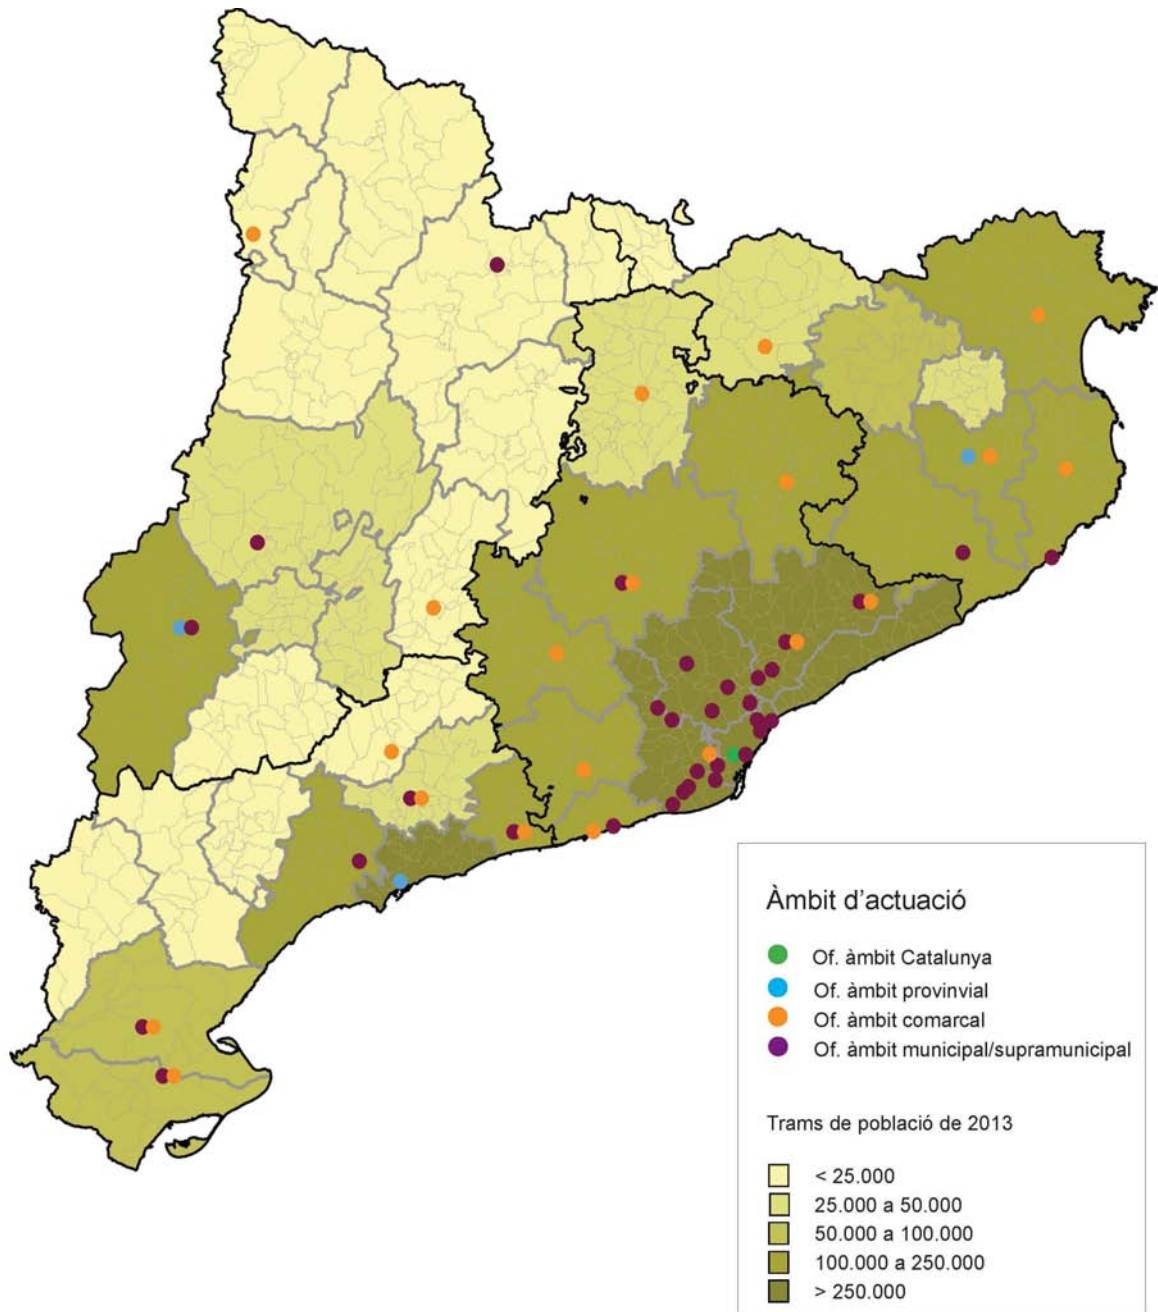 Àmbit d'actuació
Of. àmbit Catalunya
Of. àmbit provinvial
Of. àmbit comarcal
Of. àmbit municipal/supramunicipal
Trams de població de 2013
< 25.000
25.000 a 50.000
50.000 a 100.000
100.000 a 250.000
> 250.000